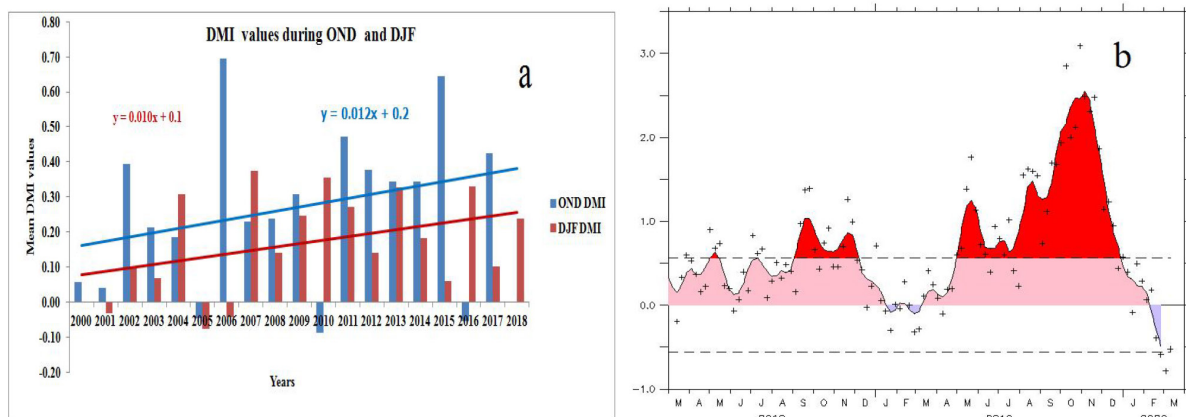 DMI values during OND and DJF
a
y = 0.010x + 0.1
y = 0.012x + 0.2
Mean DMI values
0.80
0.70
0.60
0.50
0.40
0.30
0.20
0.10
0.00
-0.10
-0.20
2000 2001 2002 2003 2004 2005 2006 2007 2008 2009 2010 2011 2012 2013 2014 2015 2016 2017 2018
Years
OND DMI
DJF DMI
b
3.0
2.0
1.0
0.0
-1.0
M A M J J A S O N D J F M A M J J A S O N D J F M